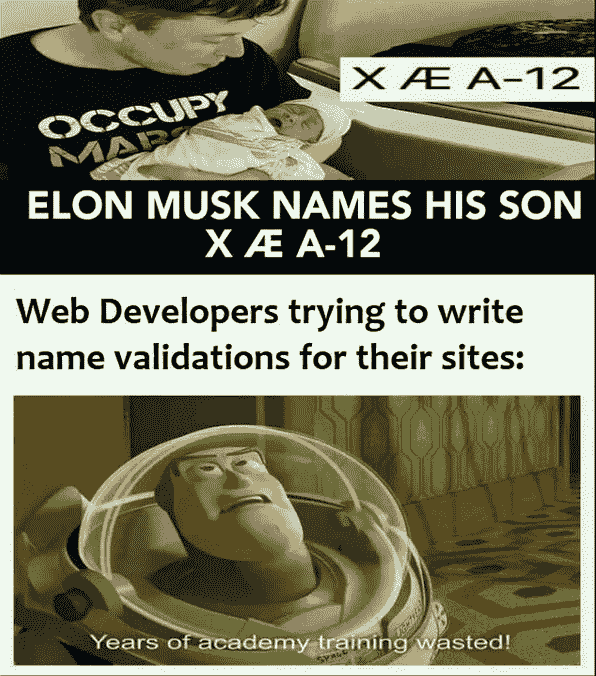 X Æ A-12
OCCUPY
MARS
ELON MUSK NAMES HIS SON
X Æ A-12
Web Developers trying to write
name validations for their sites:
Years of academy training wasted!